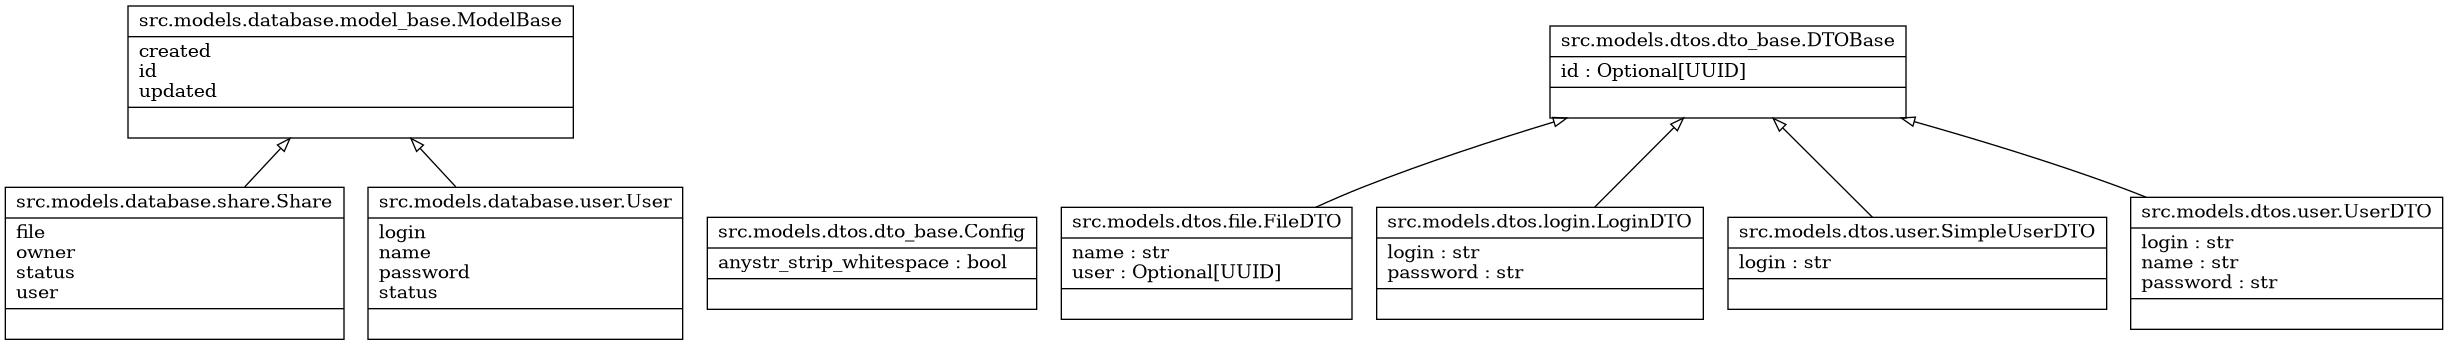 src.models.database.model_base.ModelBase
created
id
updated
src.models.dtos.dto_base.DTOBase
id : Optional[UUID]
src.models.database.share.Share
file
owner
status
user
src.models.database.user.User
login
name
password
status
src.models.dtos.dto_base.Config
anystr_strip_whitespace : bool
src.models.dtos.file.FileDTO
name : str
user : Optional[UUID]
src.models.dtos.login.LoginDTO
login : str
password : str
src.models.dtos.user.SimpleUserDTO
login : str
src.models.dtos.user.UserDTO
login : str
name : str
password : str